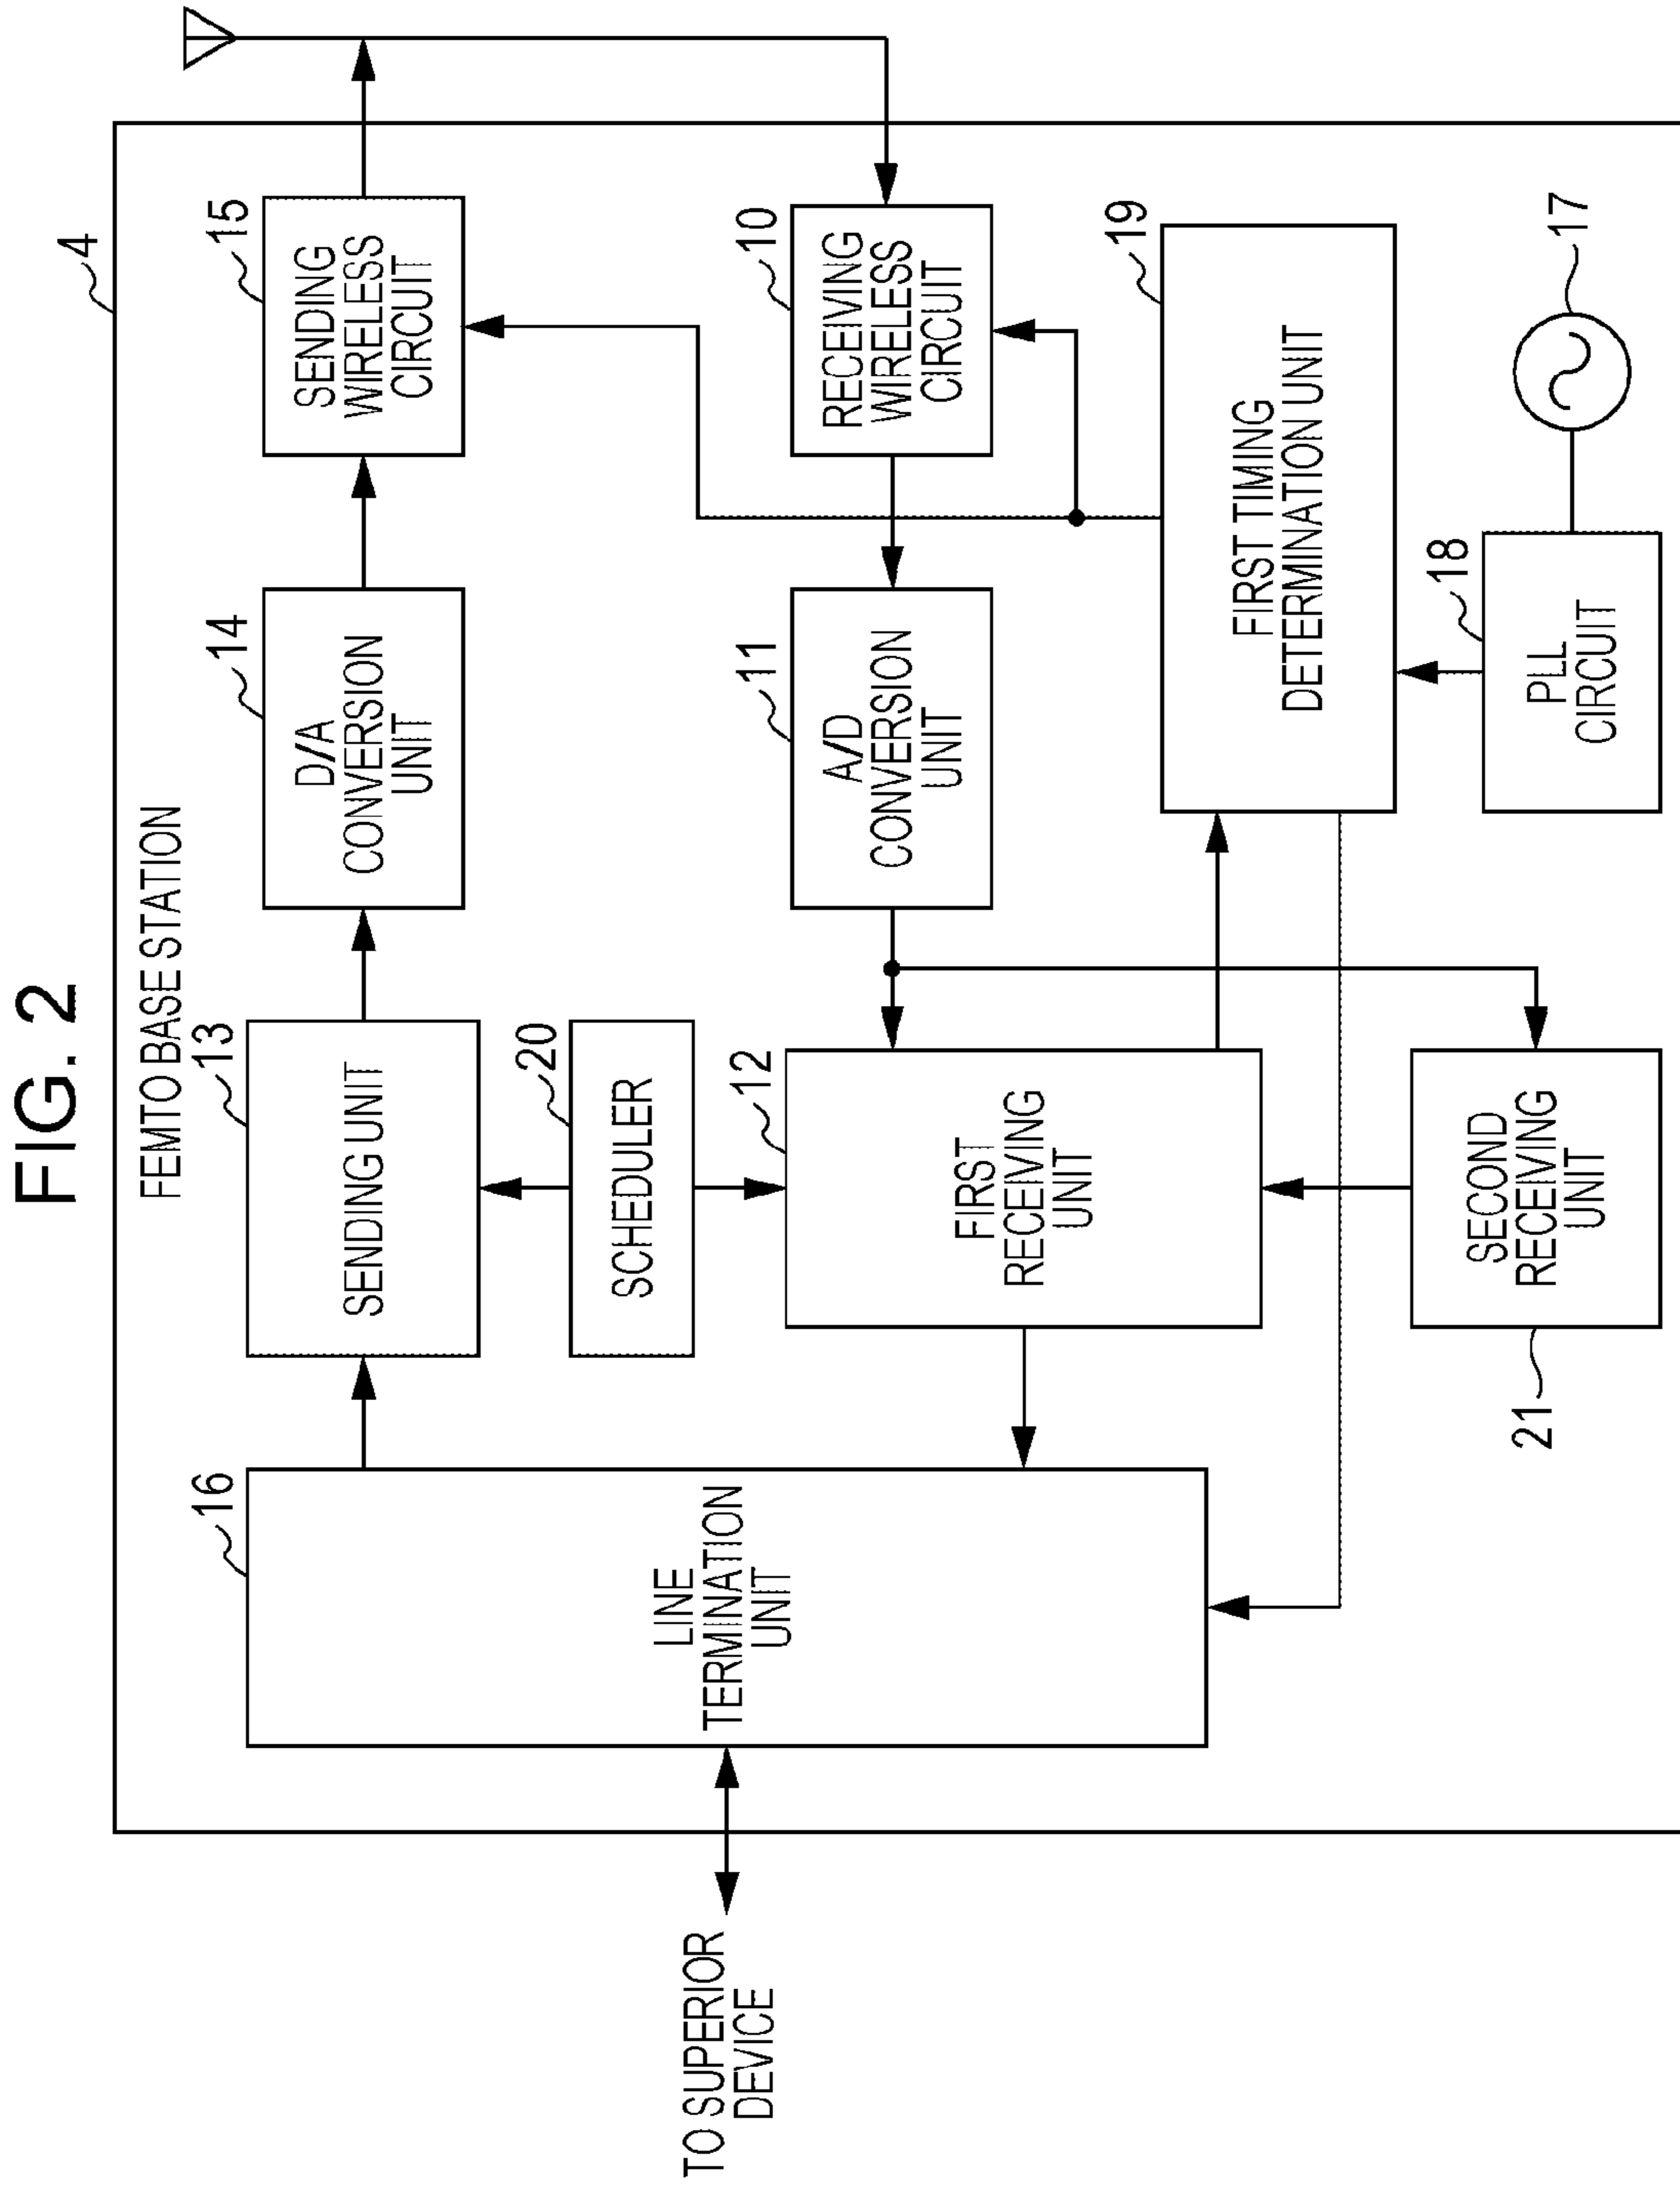 FIG. 2
FEMTO BASE STATION
4
16
LINE
TERMINATION
UNIT
TO SUPERIOR
DEVICE
13
SENDING UNIT
14
D/A
CONVERSION
UNIT
15
SENDING
WIRELESS
CIRCUIT
20
SCHEDULER
12
FIRST
RECEIVING
UNIT
11
A/D
CONVERSION
UNIT
10
RECEIVING
WIRELESS
CIRCUIT
19
FIRST TIMING
DETERMINATION UNIT
21
SECOND
RECEIVING
UNIT
18
PLL
CIRCUIT
17